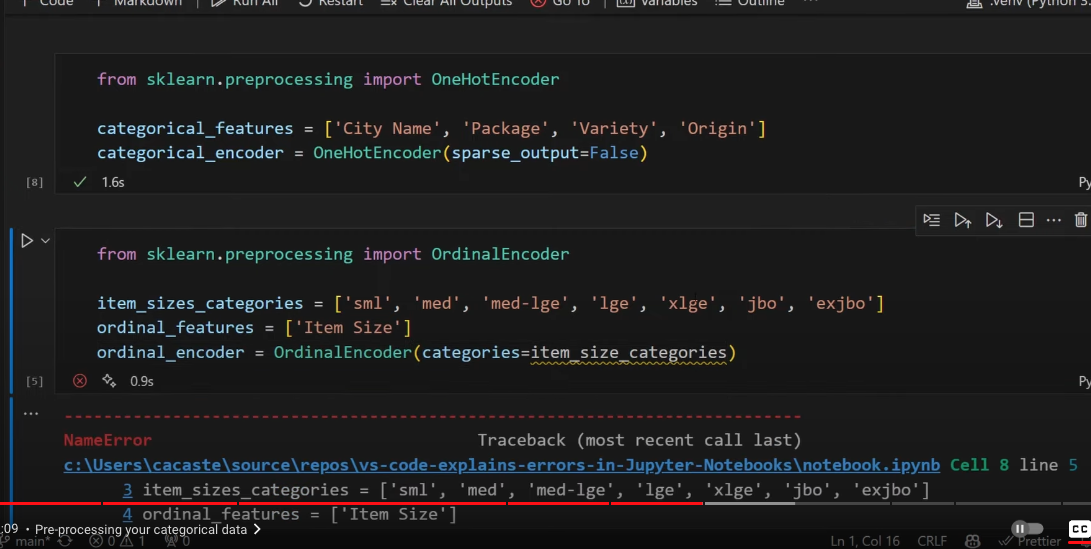 Code
Markdown
Run All
Restart
Clear All Outputs
Go To
Variables
Outline
...
.venv (Python 3.
from sklearn.preprocessing import OneHotEncoder
categorical_features = ['City Name', 'Package', 'Variety', 'Origin']
categorical_encoder = OneHotEncoder(sparse_output=False)
[8]
1.6s
Py
from sklearn.preprocessing import OrdinalEncoder
item_sizes_categories = ['sml', 'med', 'med-lge', 'lge', 'xlge', 'jbo', 'exjbo']
ordinal_features = ['Item Size']
ordinal_encoder = OrdinalEncoder(categories=item_size_categories)
[5]
0.9s
Py
...
---------------------------------------------------------------------------
NameError Traceback (most recent call last)
c:\Users\cacaste\source\repos\vs-code-explains-errors-in-Jupyter-Notebooks\notebook.ipynb Cell 8 line 5
3 item_sizes_categories = ['sml', 'med', 'med-lge', 'lge', 'xlge', 'jbo', 'exjbo']
4 ordinal_features = ['Item Size']
:09 • Pre-processing your categorical data
CC
main*
0
1
0
Ln 1, Col 16
CRLF
Prettier